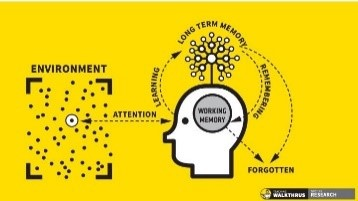 LONG TERM MEMORY
ENVIRONMENT
LEARNING
REMEMBERING
ATTENTION
WORKING
MEMORY
FORGOTTEN
WALKTHRUS
RESEARCH